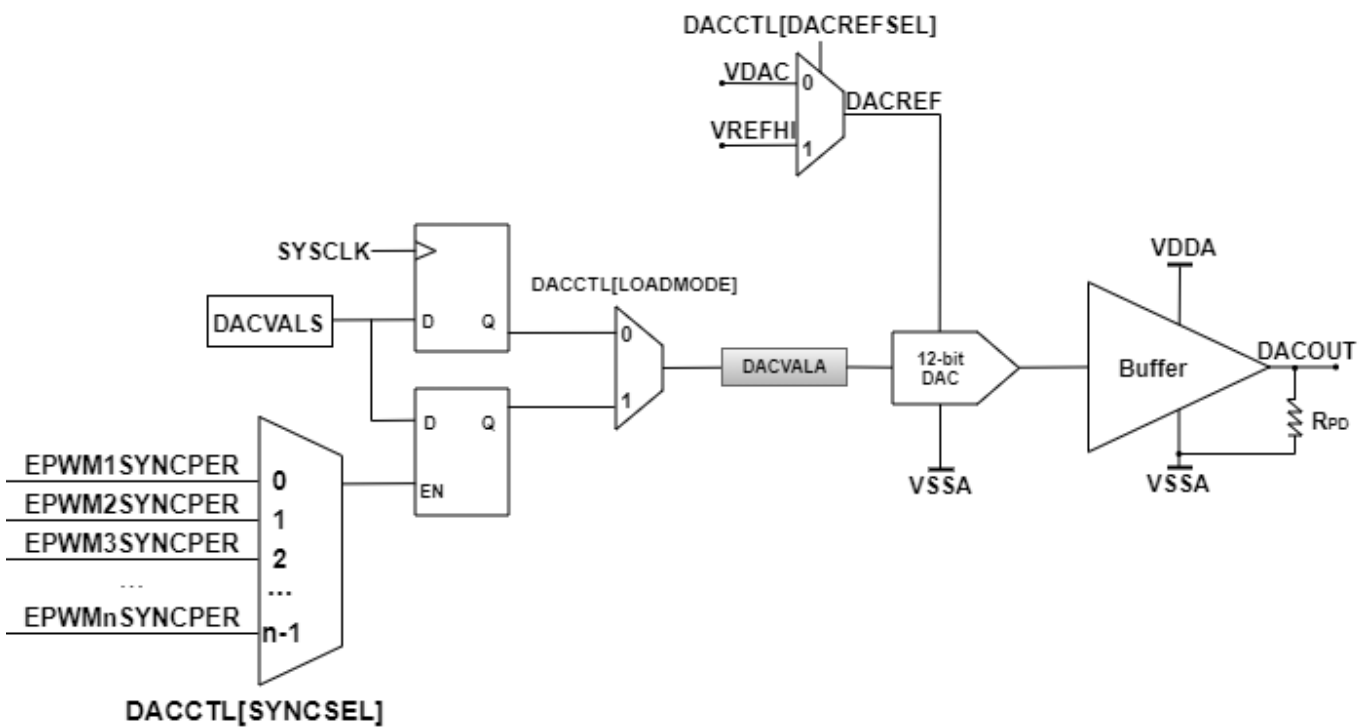 DACCTL[DACREFSEL]
VDAC
0
DACREF
VREFHI
1
SYSCLK
DACCTL[LOADMODE]
VDDA
DACVALS
D
Q
0
DACVALA
12-bit
DAC
Buffer
DACOUT
1
RPD
D
Q
EPWM1SYNCPER
0
EN
VSSA
VSSA
EPWM2SYNCPER
1
EPWM3SYNCPER
2
...
...
EPWMnSYNCPER
n-1
DACCTL[SYNCSEL]